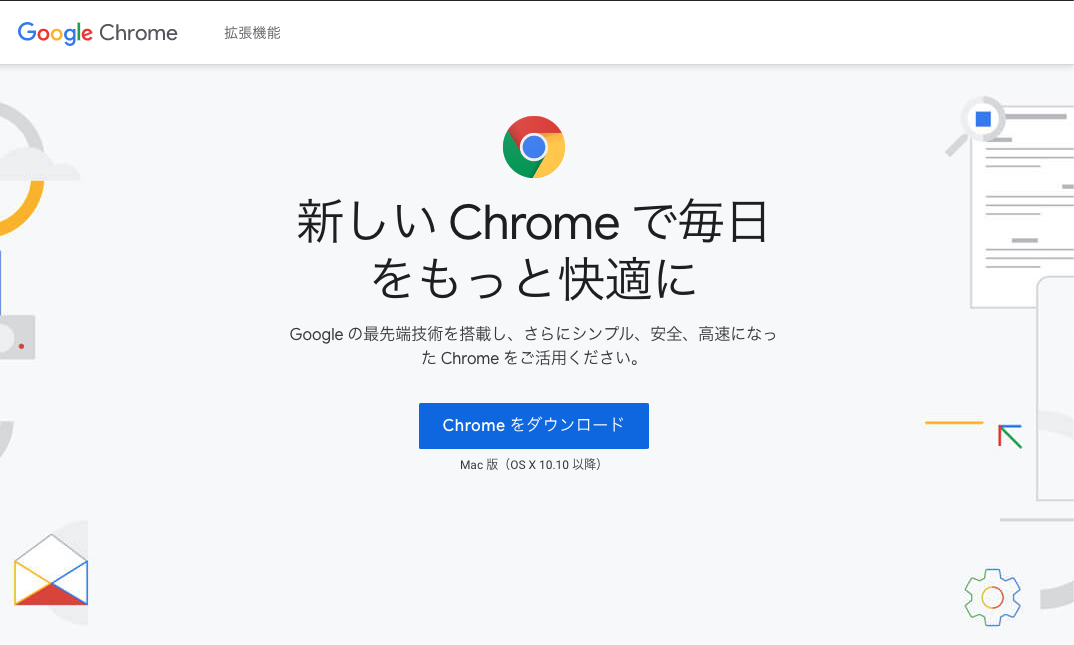 Google Chrome 拡張機能
新しい Chrome で毎日
をもっと快適に
Google の最先端技術を搭載し、さらにシンプル、安全、高速になっ
た Chrome をご活用ください。
Chrome をダウンロード
Mac 版（OS X 10.10 以降）